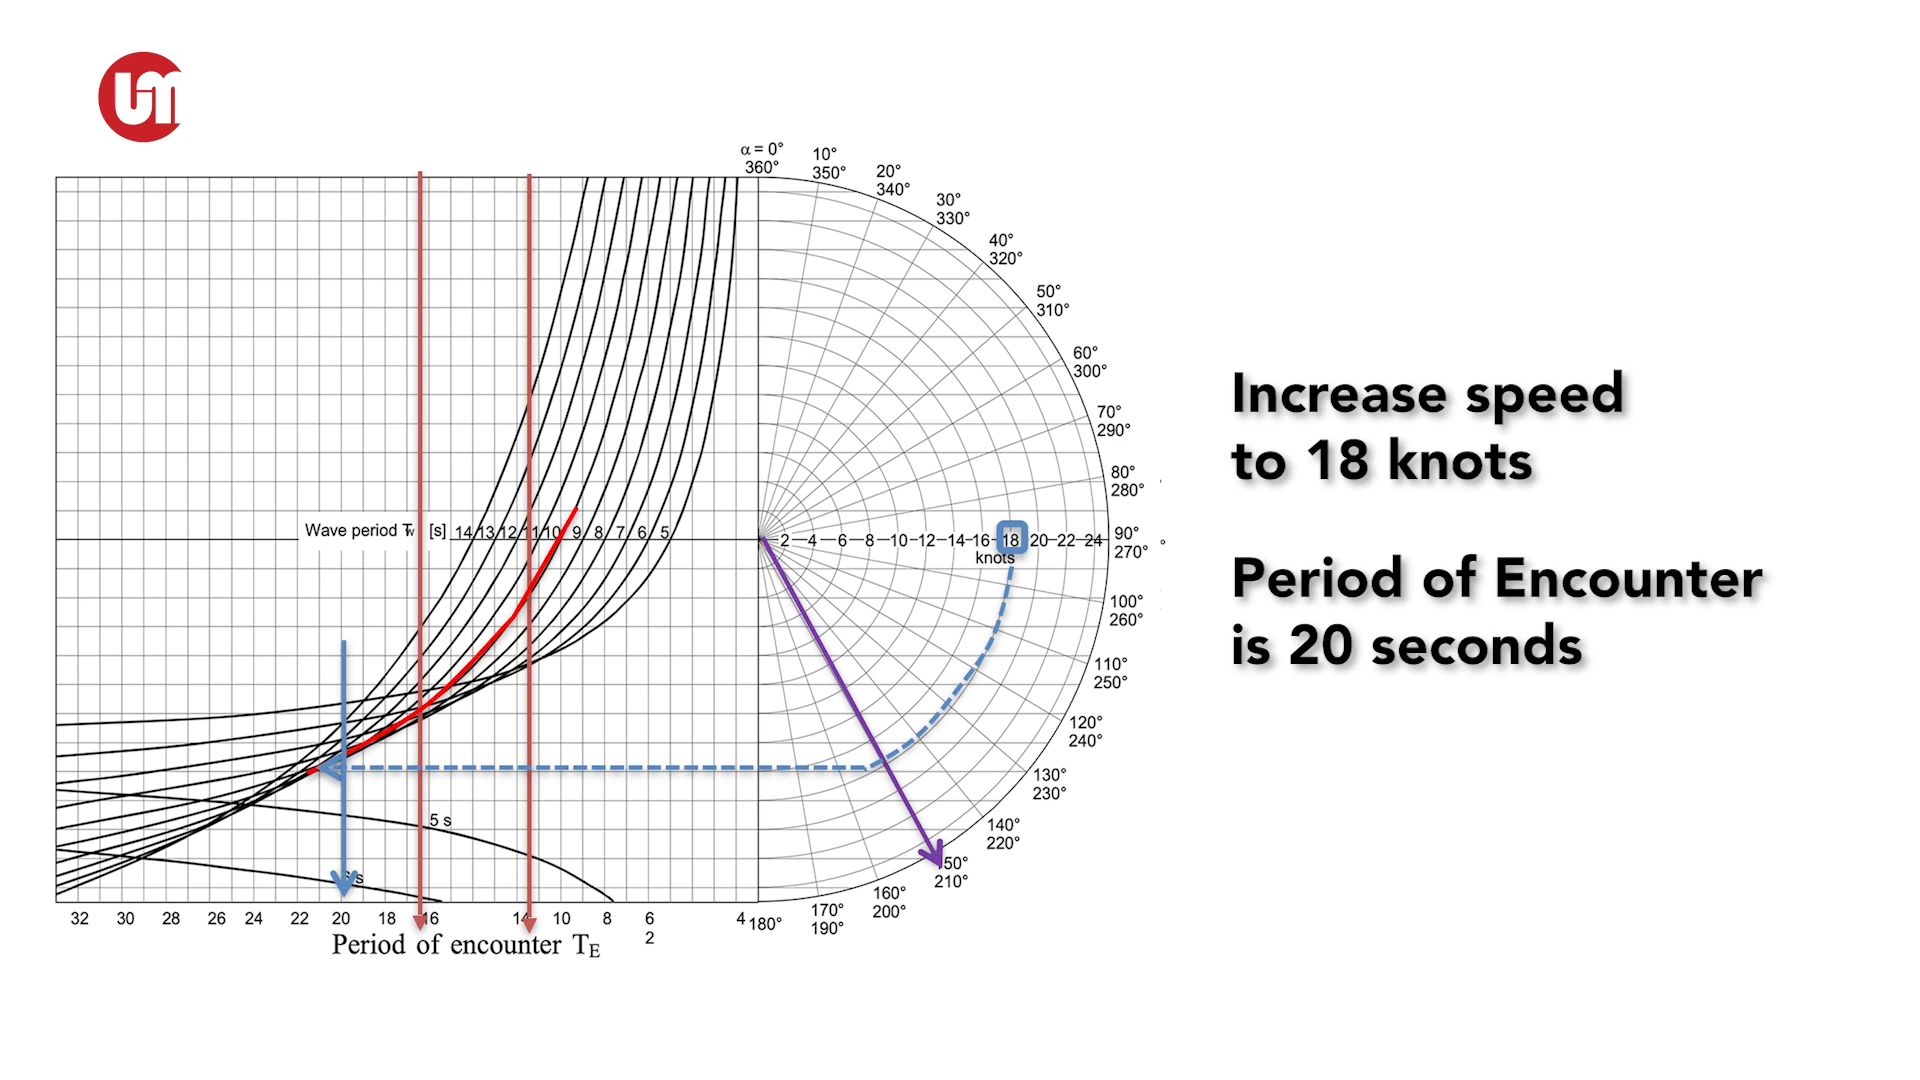 UM
α = 0°
360°
10°
350°
20°
340°
30°
330°
40°
320°
50°
310°
60°
300°
70°
290°
80°
280°
90°
270°
100°
260°
110°
250°
120°
240°
130°
230°
140°
220°
50°
210°
160°
200°
170°
190°
180°
Wave period T [s] 14 13 12 11 10 9 8 7 6 5
2 4 6 8 10 12 14 16 18 20 22 24
knots
5 s
s
32 30 28 26 24 22 20 18 16 14 10 8 6 4
2
Period of encounter TE
Increase speed
to 18 knots
Period of Encounter
is 20 seconds